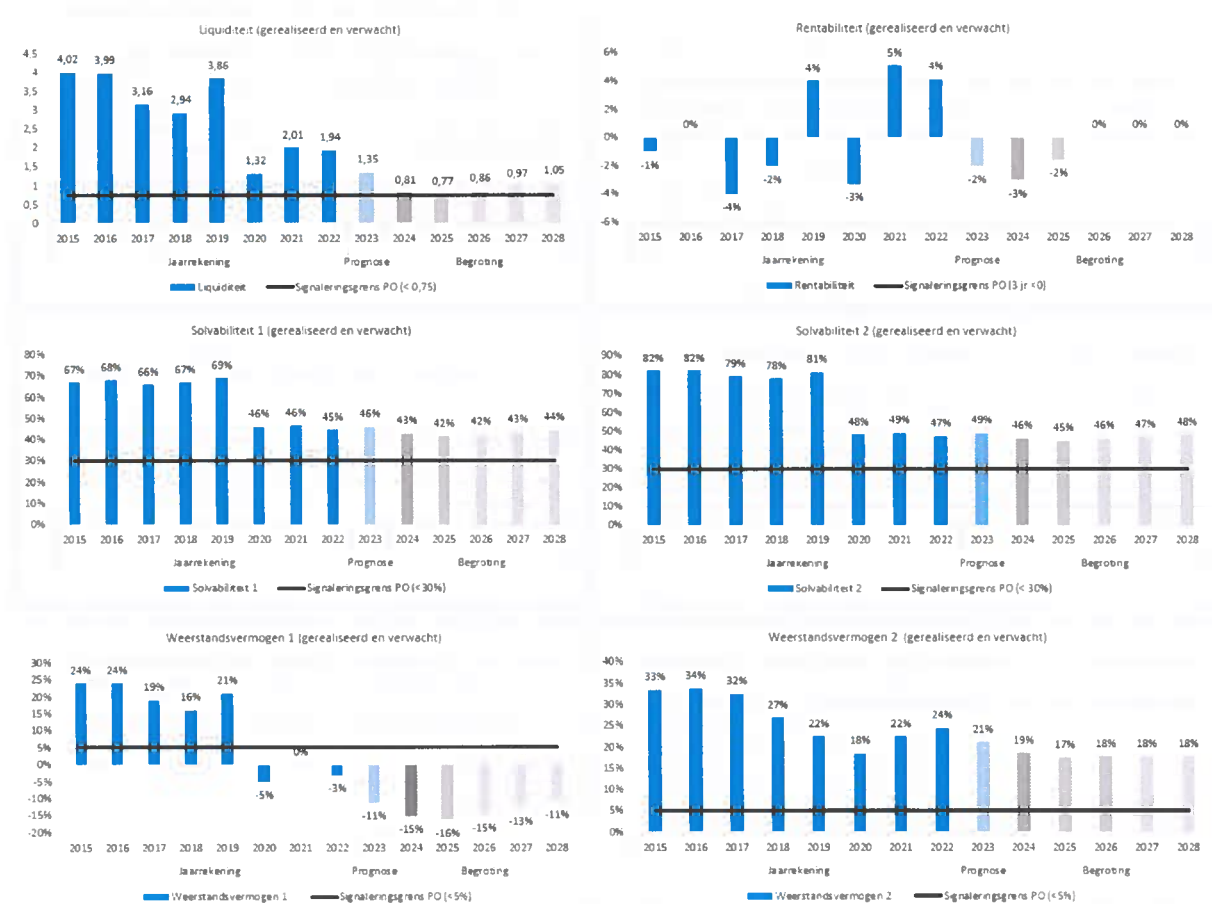 Liquiditeit (gerealiseerd en verwacht)
4,5
4
3,5
3
2,5
2
1,5
1
0,5
0
4,02 3,99 3,16 2,94 3,86 1,32 2,01 1,94 1,35 0,81 0,77 0,86 0,97 1,05
2015 2016 2017 2018 2019 2020 2021 2022 2023 2024 2025 2026 2027 2028
Jaarrekening Prognose Begroting
Liquiditeit Signaleringsgrens PO (< 0,75)
Rentabiliteit (gerealiseerd en verwacht)
6%
4%
2%
0%
-2%
-4%
-6%
-1% 0% -4% -2% 4% -3% 5% 4% -2% -3% -2% 0% 0% 0%
2015 2016 2017 2018 2019 2020 2021 2022 2023 2024 2025 2026 2027 2028
Jaarrekening Prognose Begroting
Rentabiliteit Signaleringsgrens PO (3 jr <0)
Solvabiliteit 1 (gerealiseerd en verwacht)
80%
70%
60%
50%
40%
30%
20%
10%
0%
67% 68% 66% 67% 69% 46% 46% 45% 46% 43% 42% 42% 43% 44%
2015 2016 2017 2018 2019 2020 2021 2022 2023 2024 2025 2026 2027 2028
Jaarrekening Prognose Begroting
Solvabiliteit 1 Signaleringsgrens PO (<30%)
Solvabiliteit 2 (gerealiseerd en verwacht)
90%
80%
70%
60%
50%
40%
30%
20%
10%
0%
82% 82% 79% 78% 81% 48% 49% 47% 49% 46% 45% 46% 47% 48%
2015 2016 2017 2018 2019 2020 2021 2022 2023 2024 2025 2026 2027 2028
Jaarrekening Prognose Begroting
Solvabiliteit 2 Signaleringsgrens PO (< 30%)
Weerstandsvermogen 1 (gerealiseerd en verwacht)
30%
25%
20%
15%
10%
5%
0%
-5%
-10%
-15%
-20%
24% 24% 19% 16% 21% -5% 0% -3% -11% -15% -16% -15% -13% -11%
2015 2016 2017 2018 2019 2020 2021 2022 2023 2024 2025 2026 2027 2028
Jaarrekening Prognose Begroting
Weerstandsvermogen 1 Signaleringsgrens PO (<5%)
Weerstandsvermogen 2 (gerealiseerd en verwacht)
40%
35%
30%
25%
20%
15%
10%
5%
0%
33% 34% 32% 27% 22% 18% 22% 24% 21% 19% 17% 18% 18% 18%
2015 2016 2017 2018 2019 2020 2021 2022 2023 2024 2025 2026 2027 2028
Jaarrekening Prognose Begroting
Weerstandsvermogen 2 Signaleringsgrens PO (<5%)